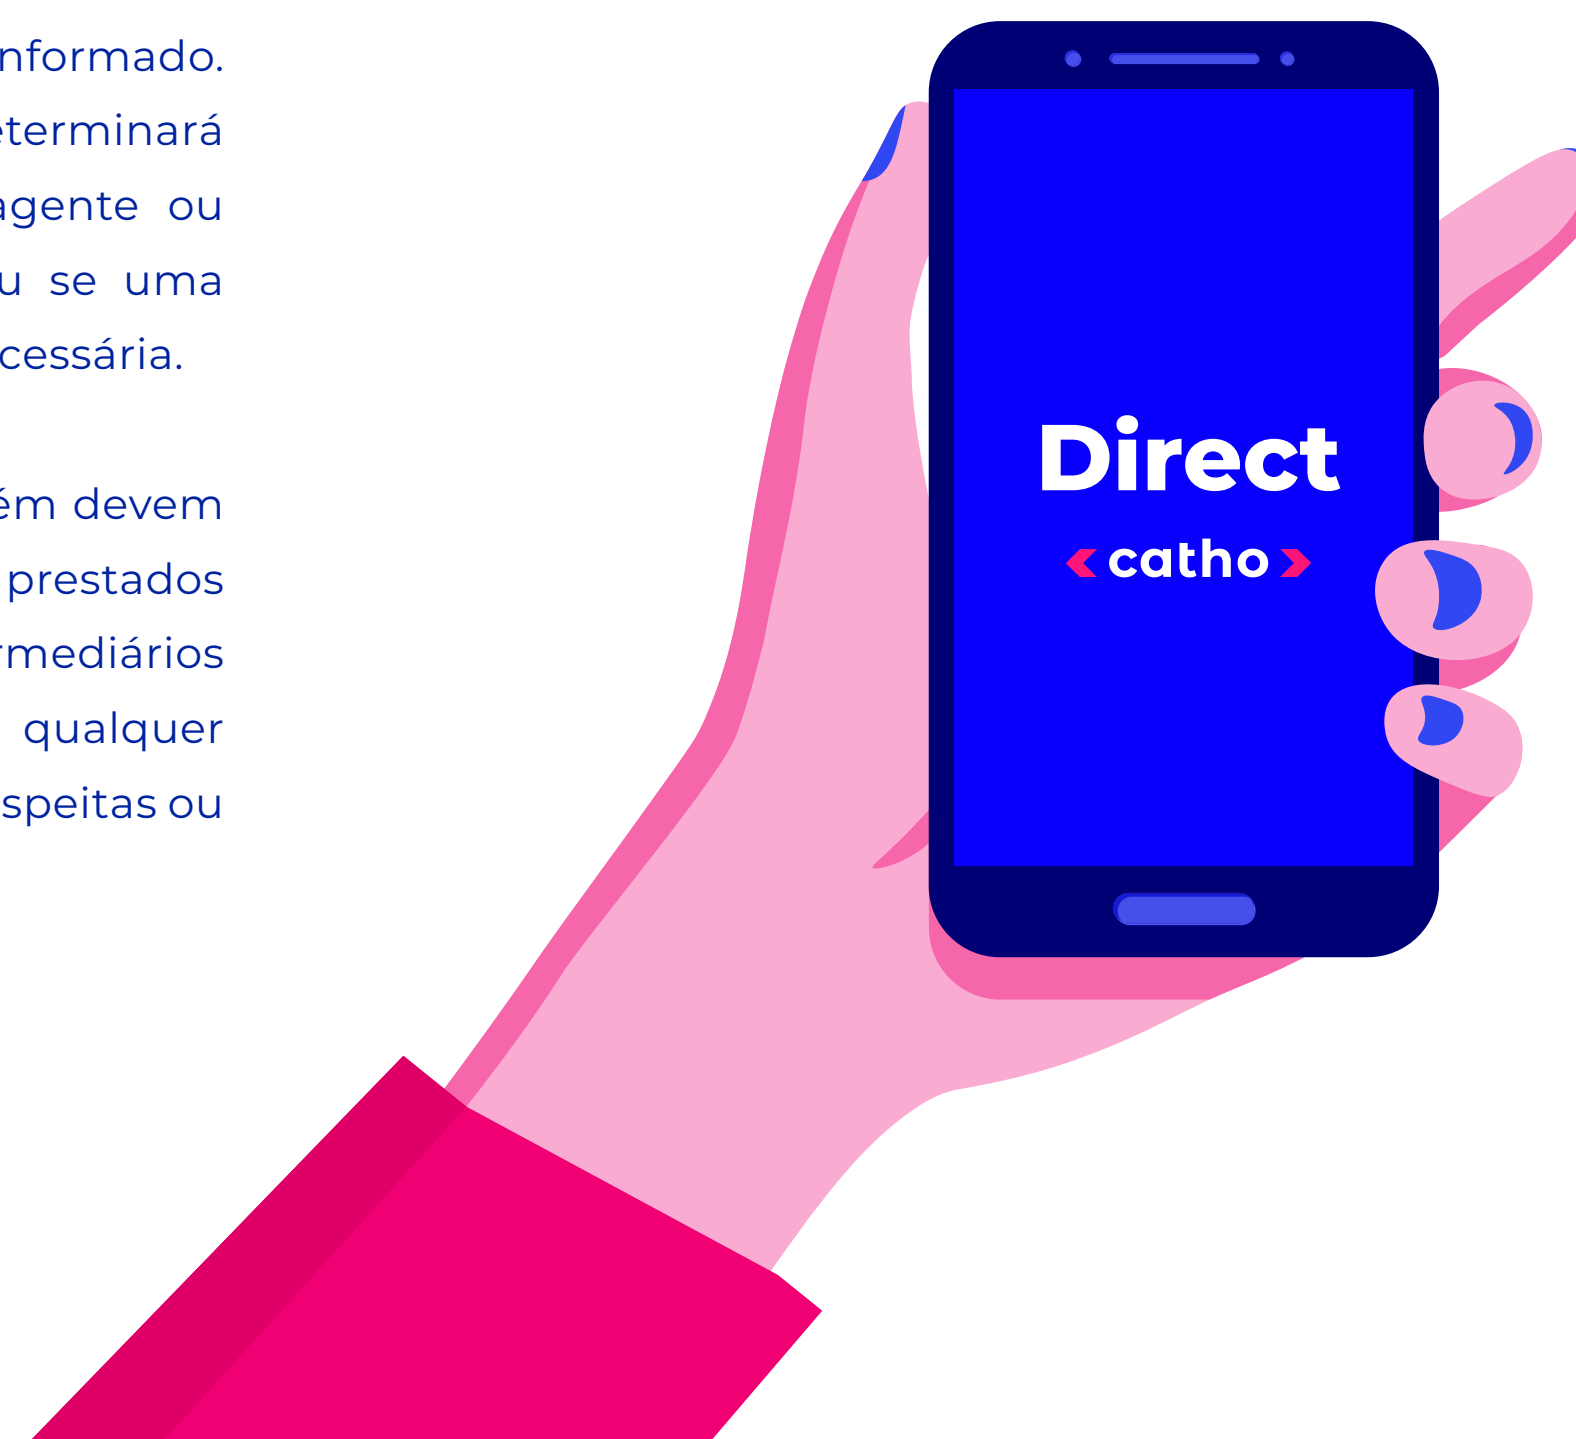 nformado.
eterminará
agente ou
u se uma
cessária.
ém devem
prestados
rmediários
qualquer
speitas ou
Direct
catho